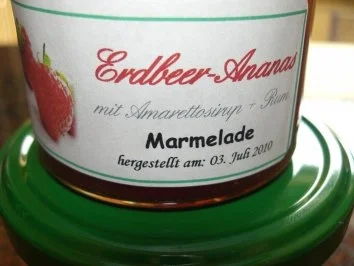 Erdbeer-Ananas
mit Amarettosirup + Rum
Marmelade
hergestellt am: 03. Juli 2010